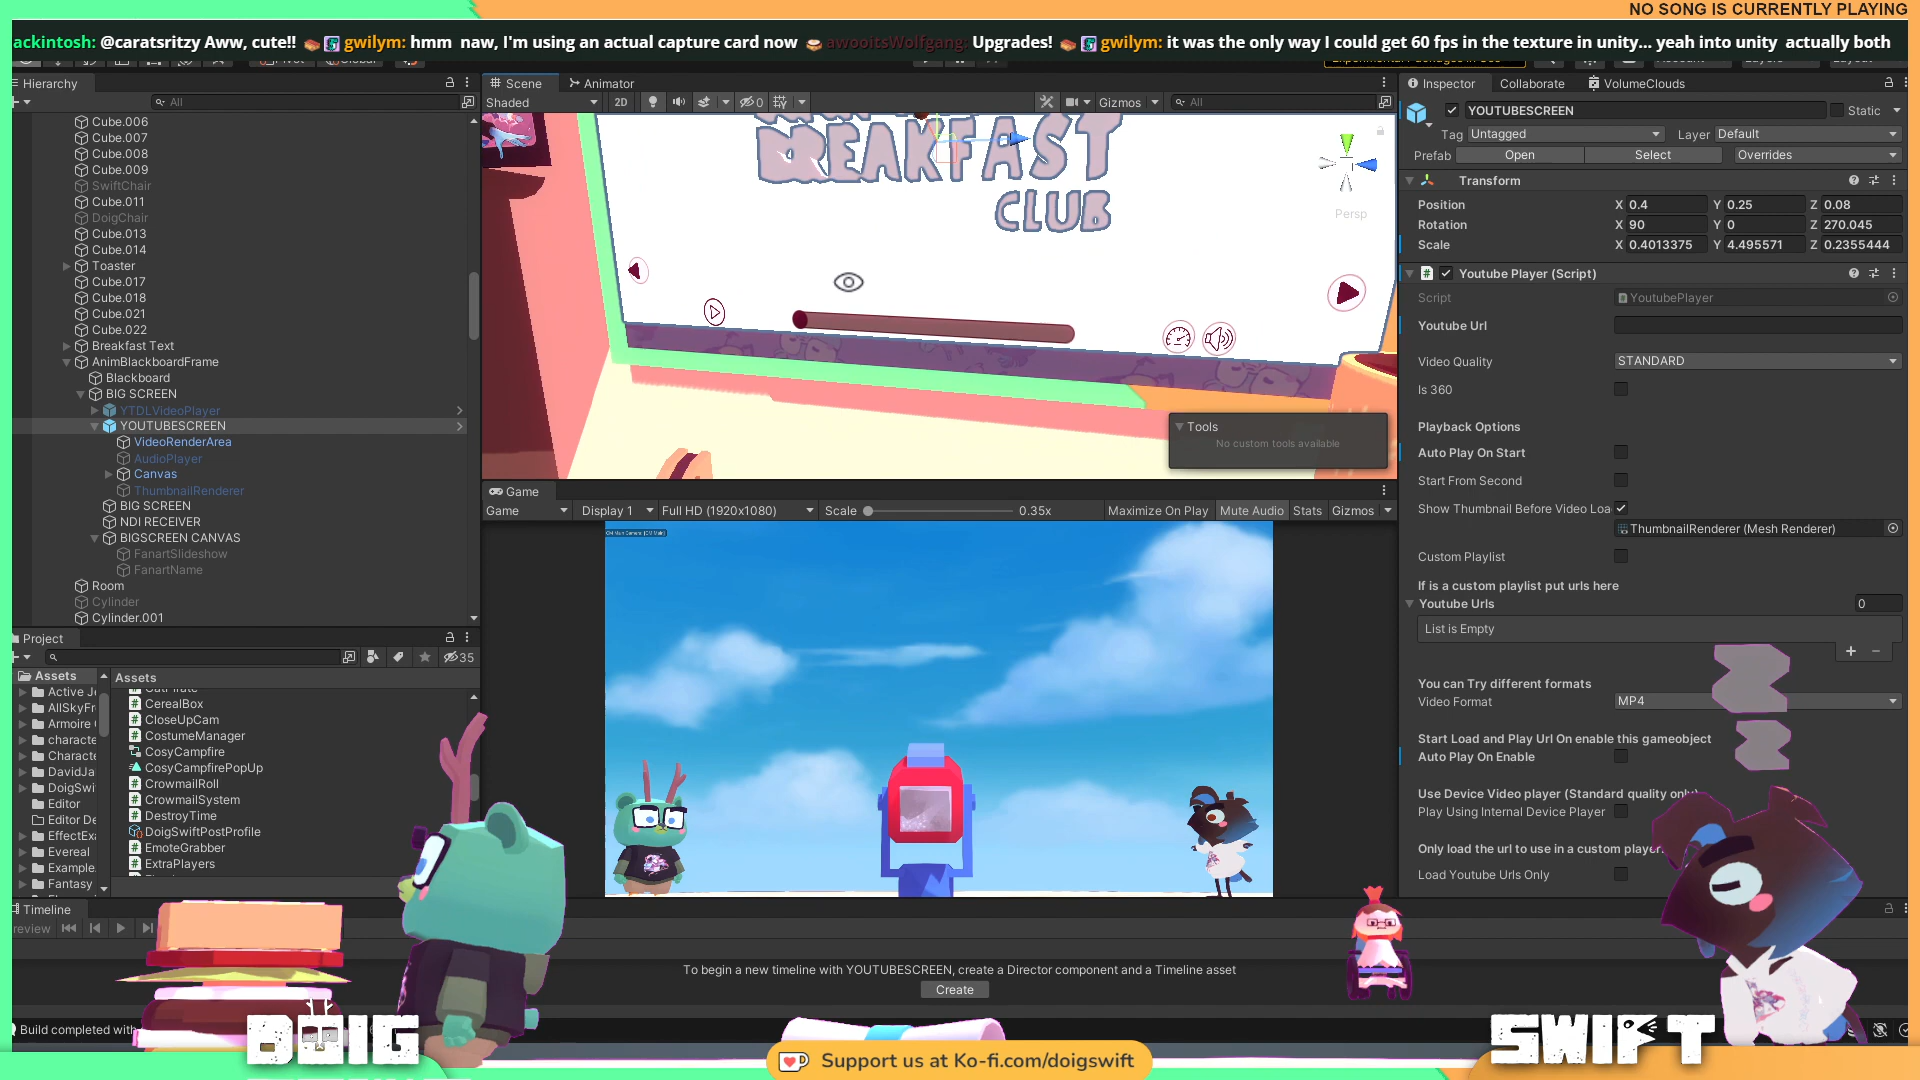 NO SONG IS CURRENTLY PLAYING
ackintosh: @caratsritzy Aww, cute!! gwilym: hmm naw, I'm using an actual capture card now awooitsWolfgang: Upgrades! gwilym: it was the only way I could get 60 fps in the texture in unity... yeah into unity actually both
Hierarchy
All
Cube.006
Cube.007
Cube.008
Cube.009
SwiftChair
Cube.011
DoigChair
Cube.013
Cube.014
Toaster
Cube.017
Cube.018
Cube.021
Cube.022
Breakfast Text
AnimBlackboardFrame
Blackboard
BIG SCREEN
YTDLVideoPlayer
YOUTUBESCREEN
VideoRenderArea
AudioPlayer
Canvas
ThumbnailRenderer
BIG SCREEN
NDI RECEIVER
BIGSCREEN CANVAS
FanartSlideshow
FanartName
Room
Cylinder
Cylinder.001
Scene Animator
Shaded 2D 0 Gizmos All
BREAKFAST
CLUB
Persp
Tools
No custom tools available
Game
Game Display 1 Full HD (1920x1080) Scale 0.35x Maximize On Play Mute Audio Stats Gizmos
Inspector Collaborate VolumeClouds
YOUTUBESCREEN Static
Tag Untagged Layer Default
Prefab Open Select Overrides
Transform
Position X 0.4 Y 0.25 Z 0.08
Rotation X 90 Y 0 Z 270.045
Scale X 0.4013375 Y 4.495571 Z 0.2355444
Youtube Player (Script)
Script YoutubePlayer
Youtube Url
Video Quality STANDARD
Is 360
Playback Options
Auto Play On Start
Start From Second
Show Thumbnail Before Video Loa
ThumbnailRenderer (Mesh Renderer)
Custom Playlist
If is a custom playlist put urls here
Youtube Urls 0
List is Empty
You can Try different formats
Video Format MP4
Start Load and Play Url On enable this gameobject
Auto Play On Enable
Use Device Video player (Standard quality only)
Play Using Internal Device Player
Only load the url to use in a custom player.
Load Youtube Urls Only
Project
35
Assets
Active Je
AllSkyFr
Armoire
characte
Characte
DavidJa
DoigSwi
Editor
Editor De
EffectEx
Evereal
Example
Fantasy
Assets
CerealBox
CloseUpCam
CostumeManager
CosyCampfire
CosyCampfirePopUp
CrowmailRoll
CrowmailSystem
DestroyTime
DoigSwiftPostProfile
EmoteGrabber
ExtraPlayers
Timeline
review
To begin a new timeline with YOUTUBESCREEN, create a Director component and a Timeline asset
Create
Build completed with
DOIG
SWIFT
Support us at Ko-fi.com/doigswift